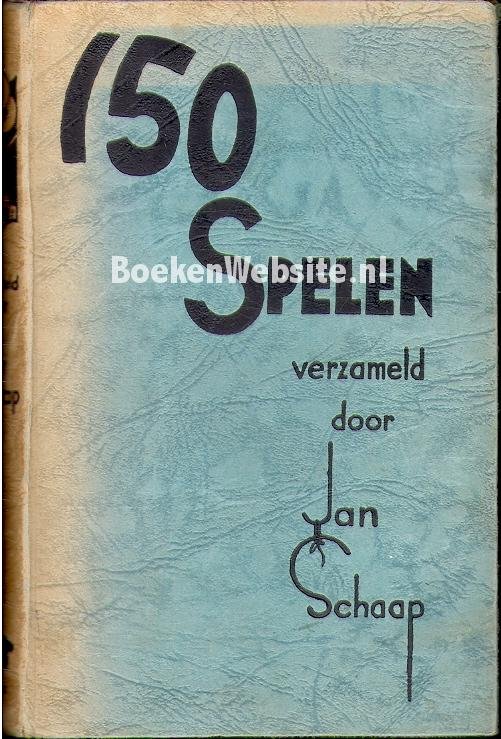 150
SPELEN
BoekenWebsite.nl
verzameld
door
Jan
Schaap